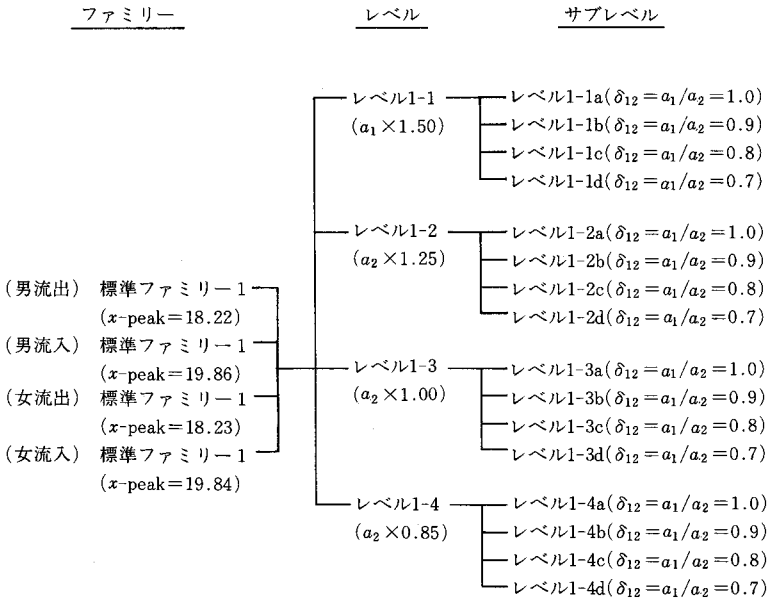 ファミリー レベル サブレベル
レベル1-1 レベル1-1a(δ12=a1/a2=1.0)
(a1×1.50) レベル1-1b(δ12=a1/a2=0.9)
レベル1-1c(δ12=a1/a2=0.8)
レベル1-1d(δ12=a1/a2=0.7)
レベル1-2 レベル1-2a(δ12=a1/a2=1.0)
(a2×1.25) レベル1-2b(δ12=a1/a2=0.9)
レベル1-2c(δ12=a1/a2=0.8)
レベル1-2d(δ12=a1/a2=0.7)
(男流出) 標準ファミリー1
(x-peak=18.22)
(男流入) 標準ファミリー1
(x-peak=19.86)
(女流出) 標準ファミリー1
(x-peak=18.23)
(女流入) 標準ファミリー1
(x-peak=19.84)
レベル1-3 レベル1-3a(δ12=a1/a2=1.0)
(a2×1.00) レベル1-3b(δ12=a1/a2=0.9)
レベル1-3c(δ12=a1/a2=0.8)
レベル1-3d(δ12=a1/a2=0.7)
レベル1-4 レベル1-4a(δ12=a1/a2=1.0)
(a2×0.85) レベル1-4b(δ12=a1/a2=0.9)
レベル1-4c(δ12=a1/a2=0.8)
レベル1-4d(δ12=a1/a2=0.7)